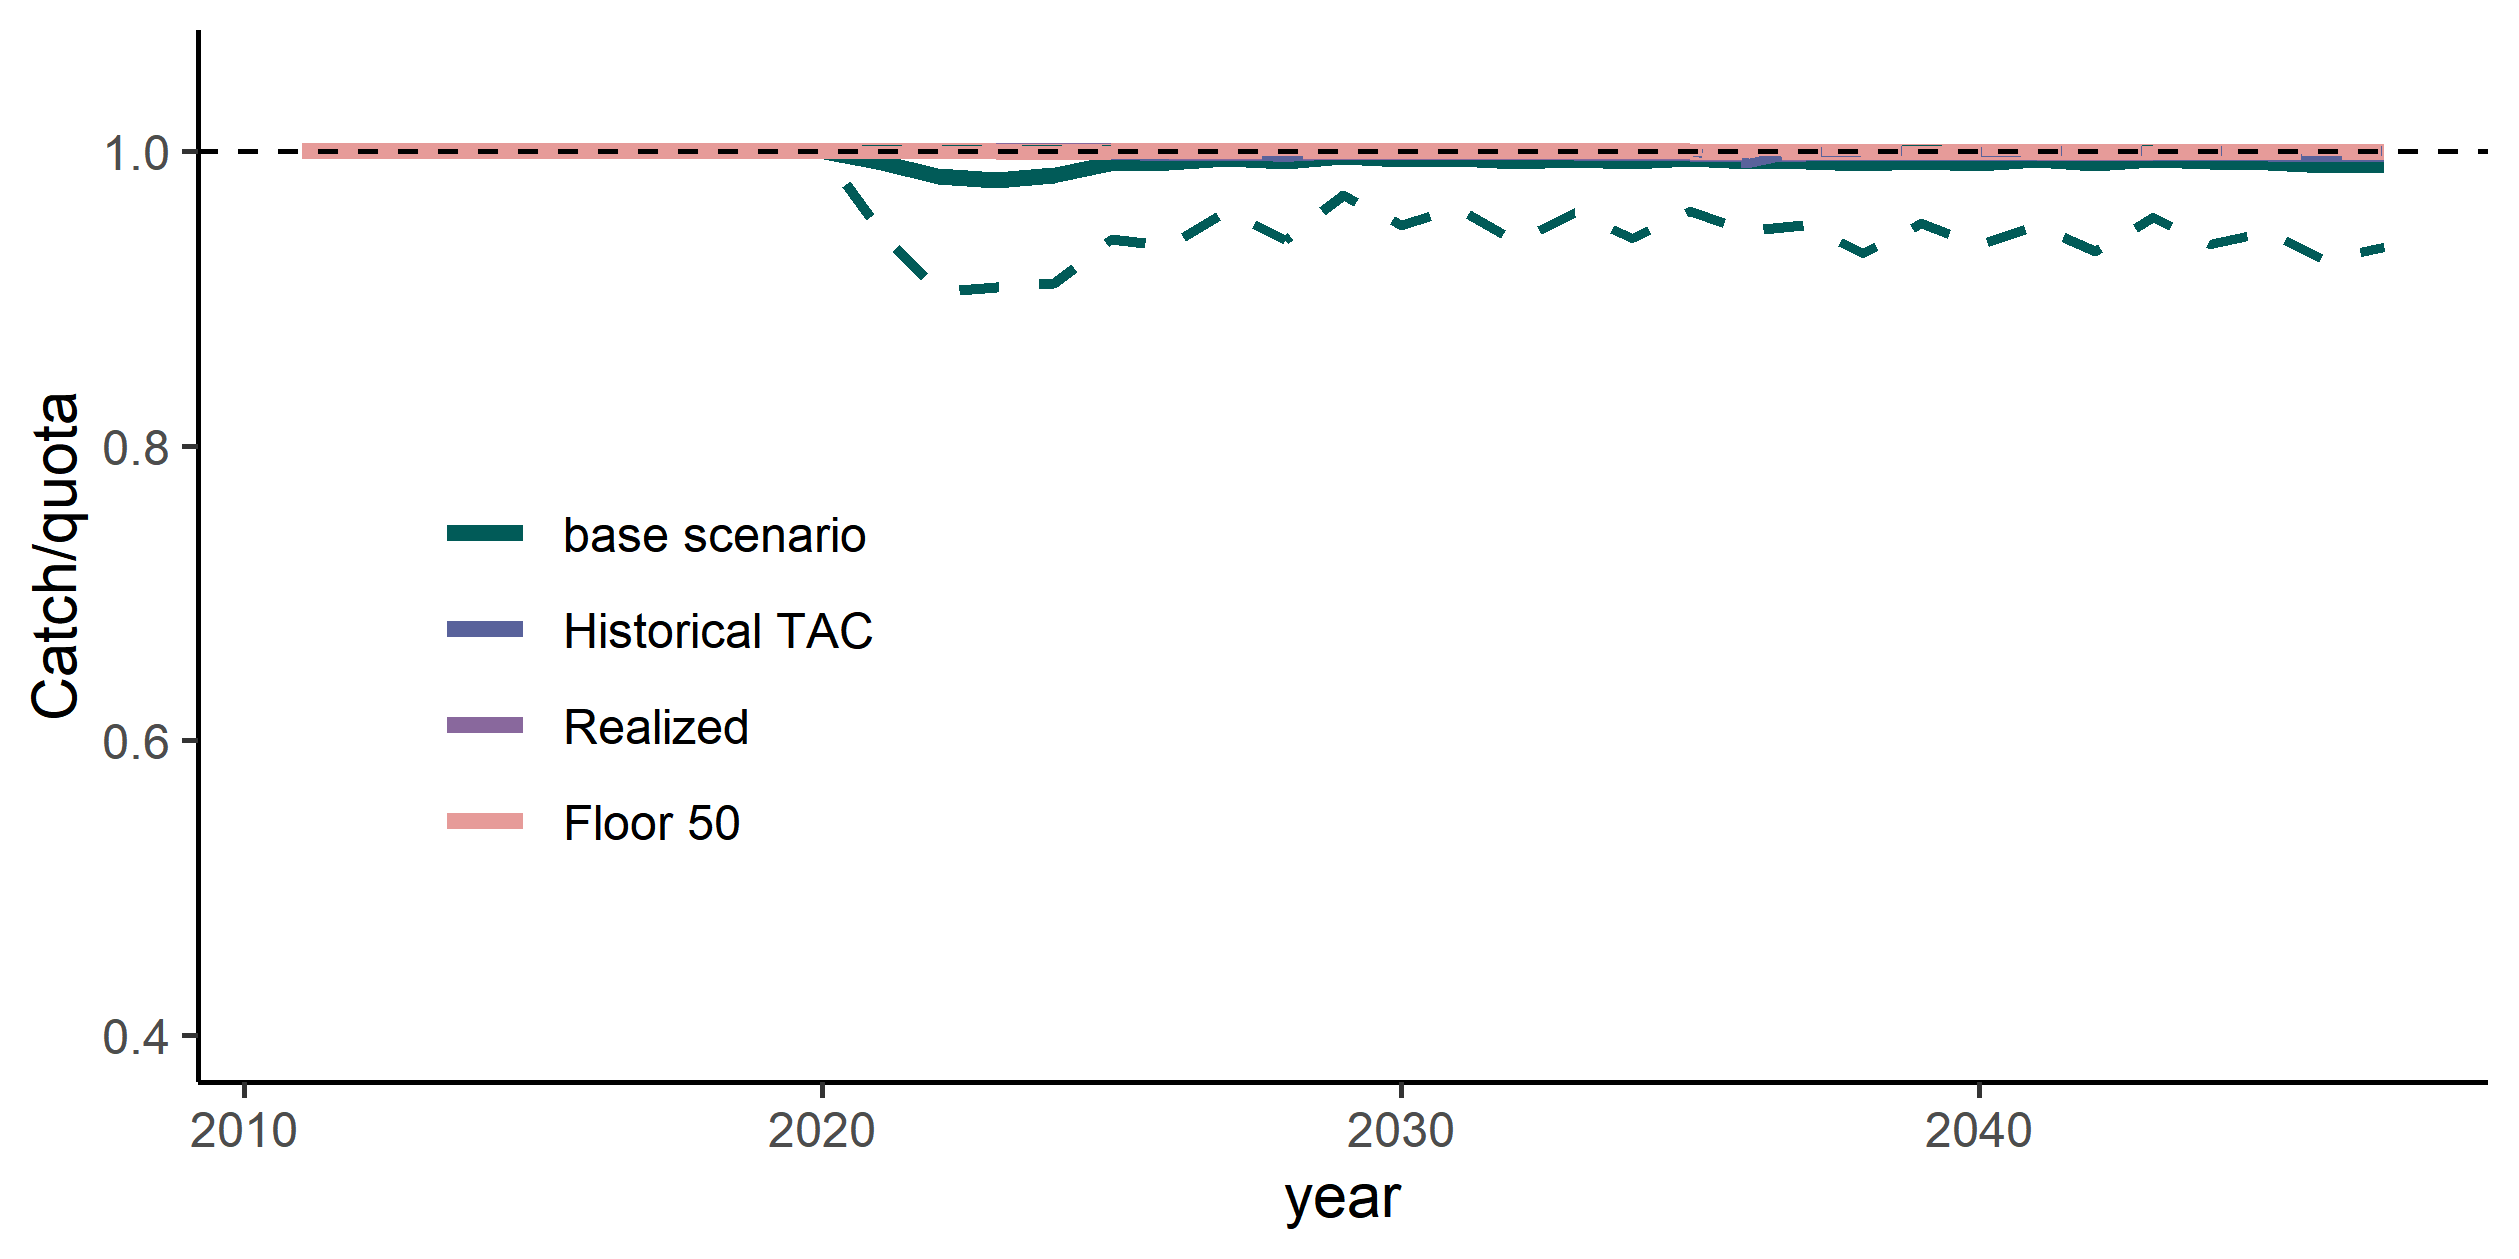 Catch/quota
1.0
0.8
0.6
0.4
base scenario
Historical TAC
Realized
Floor 50
2010 2020 2030 2040
year